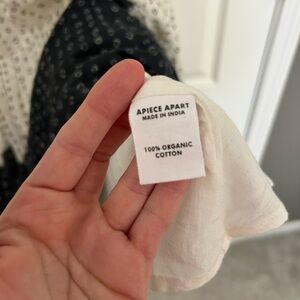 APIECE APART
MADE IN INDIA
100% ORGANIC
COTTON